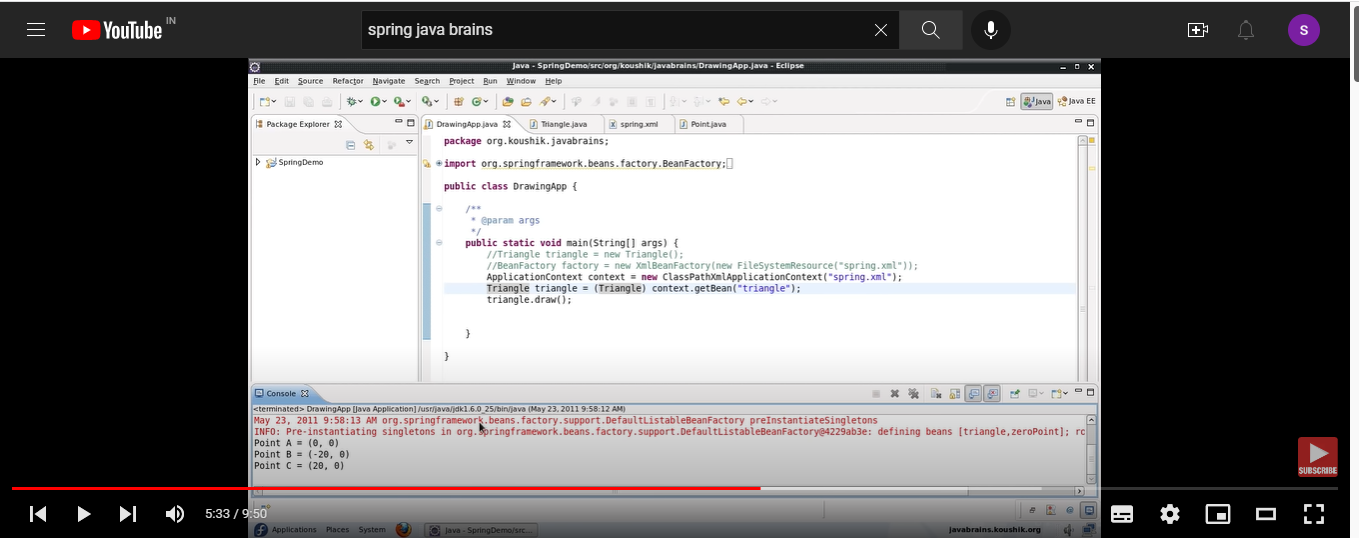 YouTube IN
spring java brains
S
Java - SpringDemo/src/org/koushik/javabrains/DrawingApp.java - Eclipse
File Edit Source Refactor Navigate Search Project Run Window Help
Java Java EE
Package Explorer
DrawingApp.java Triangle.java spring.xml Point.java
SpringDemo
package org.koushik.javabrains;
import org.springframework.beans.factory.BeanFactory;
public class DrawingApp {
/**
* @param args
*/
public static void main(String[] args) {
//Triangle triangle = new Triangle();
//BeanFactory factory = new XmlBeanFactory(new FileSystemResource("spring.xml"));
ApplicationContext context = new ClassPathXmlApplicationContext("spring.xml");
Triangle triangle = (Triangle) context.getBean("triangle");
triangle.draw();
}
}
Console
<terminated> DrawingApp [Java Application] /usr/java/jdk1.6.0_25/bin/java (May 23, 2011 9:58:12 AM)
May 23, 2011 9:58:13 AM org.springframework.beans.factory.support.DefaultListableBeanFactory preInstantiateSingletons
INFO: Pre-instantiating singletons in org.springframework.beans.factory.support.DefaultListableBeanFactory@4229ab3e: defining beans [triangle,zeroPoint]; ro
Point A = (0, 0)
Point B = (-20, 0)
Point C = (20, 0)
SUBSCRIBE
5:33 / 9:50
Applications Places System Java - SpringDemo/src... javabrains.koushik.org